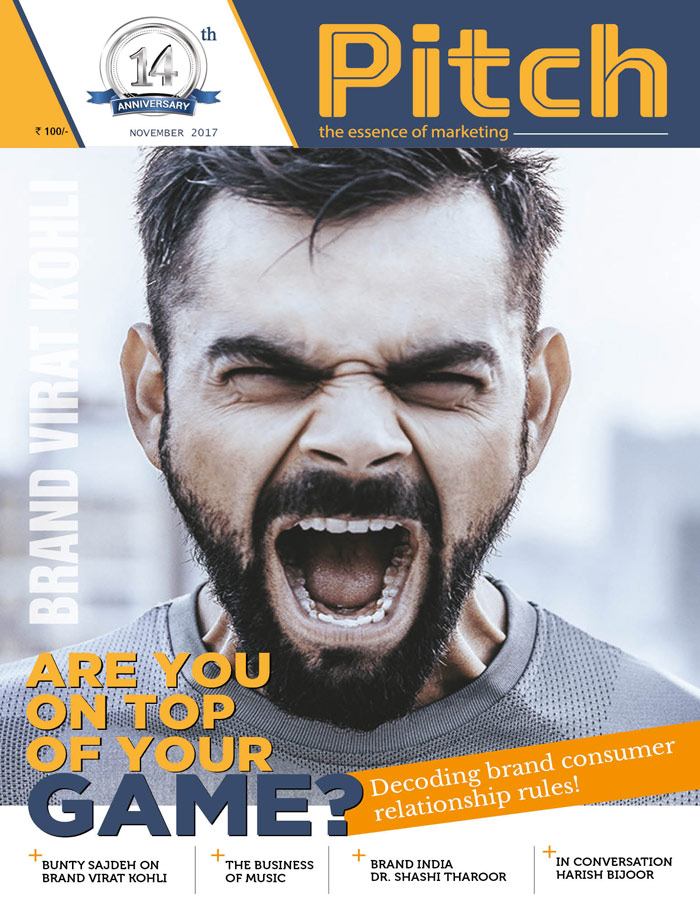 14
th
ANNIVERSARY
₹ 100/-
NOVEMBER 2017
Pitch
the essence of marketing
BRAND VIRAT KOHLI
ARE YOU
ON TOP
OF YOUR
GAME?
Decoding brand consumer
relationship rules!
+BUNTY SAJDEH ON
BRAND VIRAT KOHLI
+THE BUSINESS
OF MUSIC
+BRAND INDIA
DR. SHASHI THAROOR
+IN CONVERSATION
HARISH BIJOOR